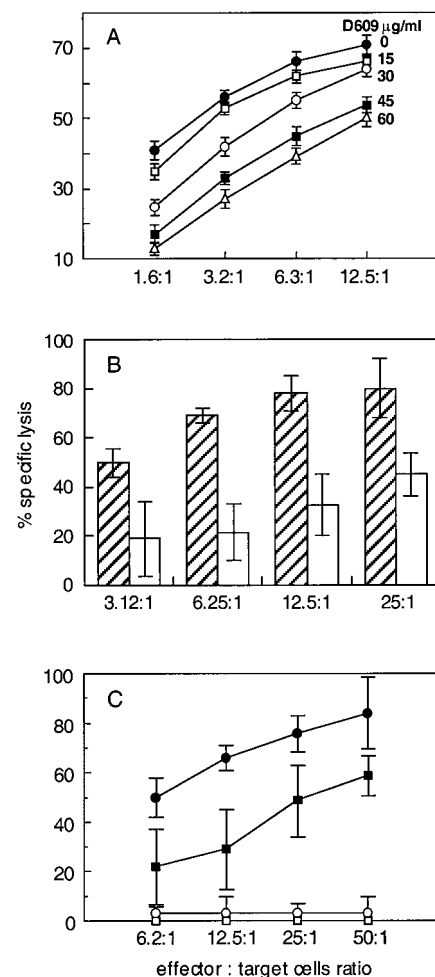 D609 µg/ml
A
0
15
30
45
60
70
50
30
10
1.6:1 3.2:1 6.3:1 12.5:1
B
% specific lysis
100
80
60
40
20
0
3.12:1 6.25:1 12.5:1 25:1
C
100
80
60
40
20
0
6.2:1 12.5:1 25:1 50:1
effector : target cells ratio